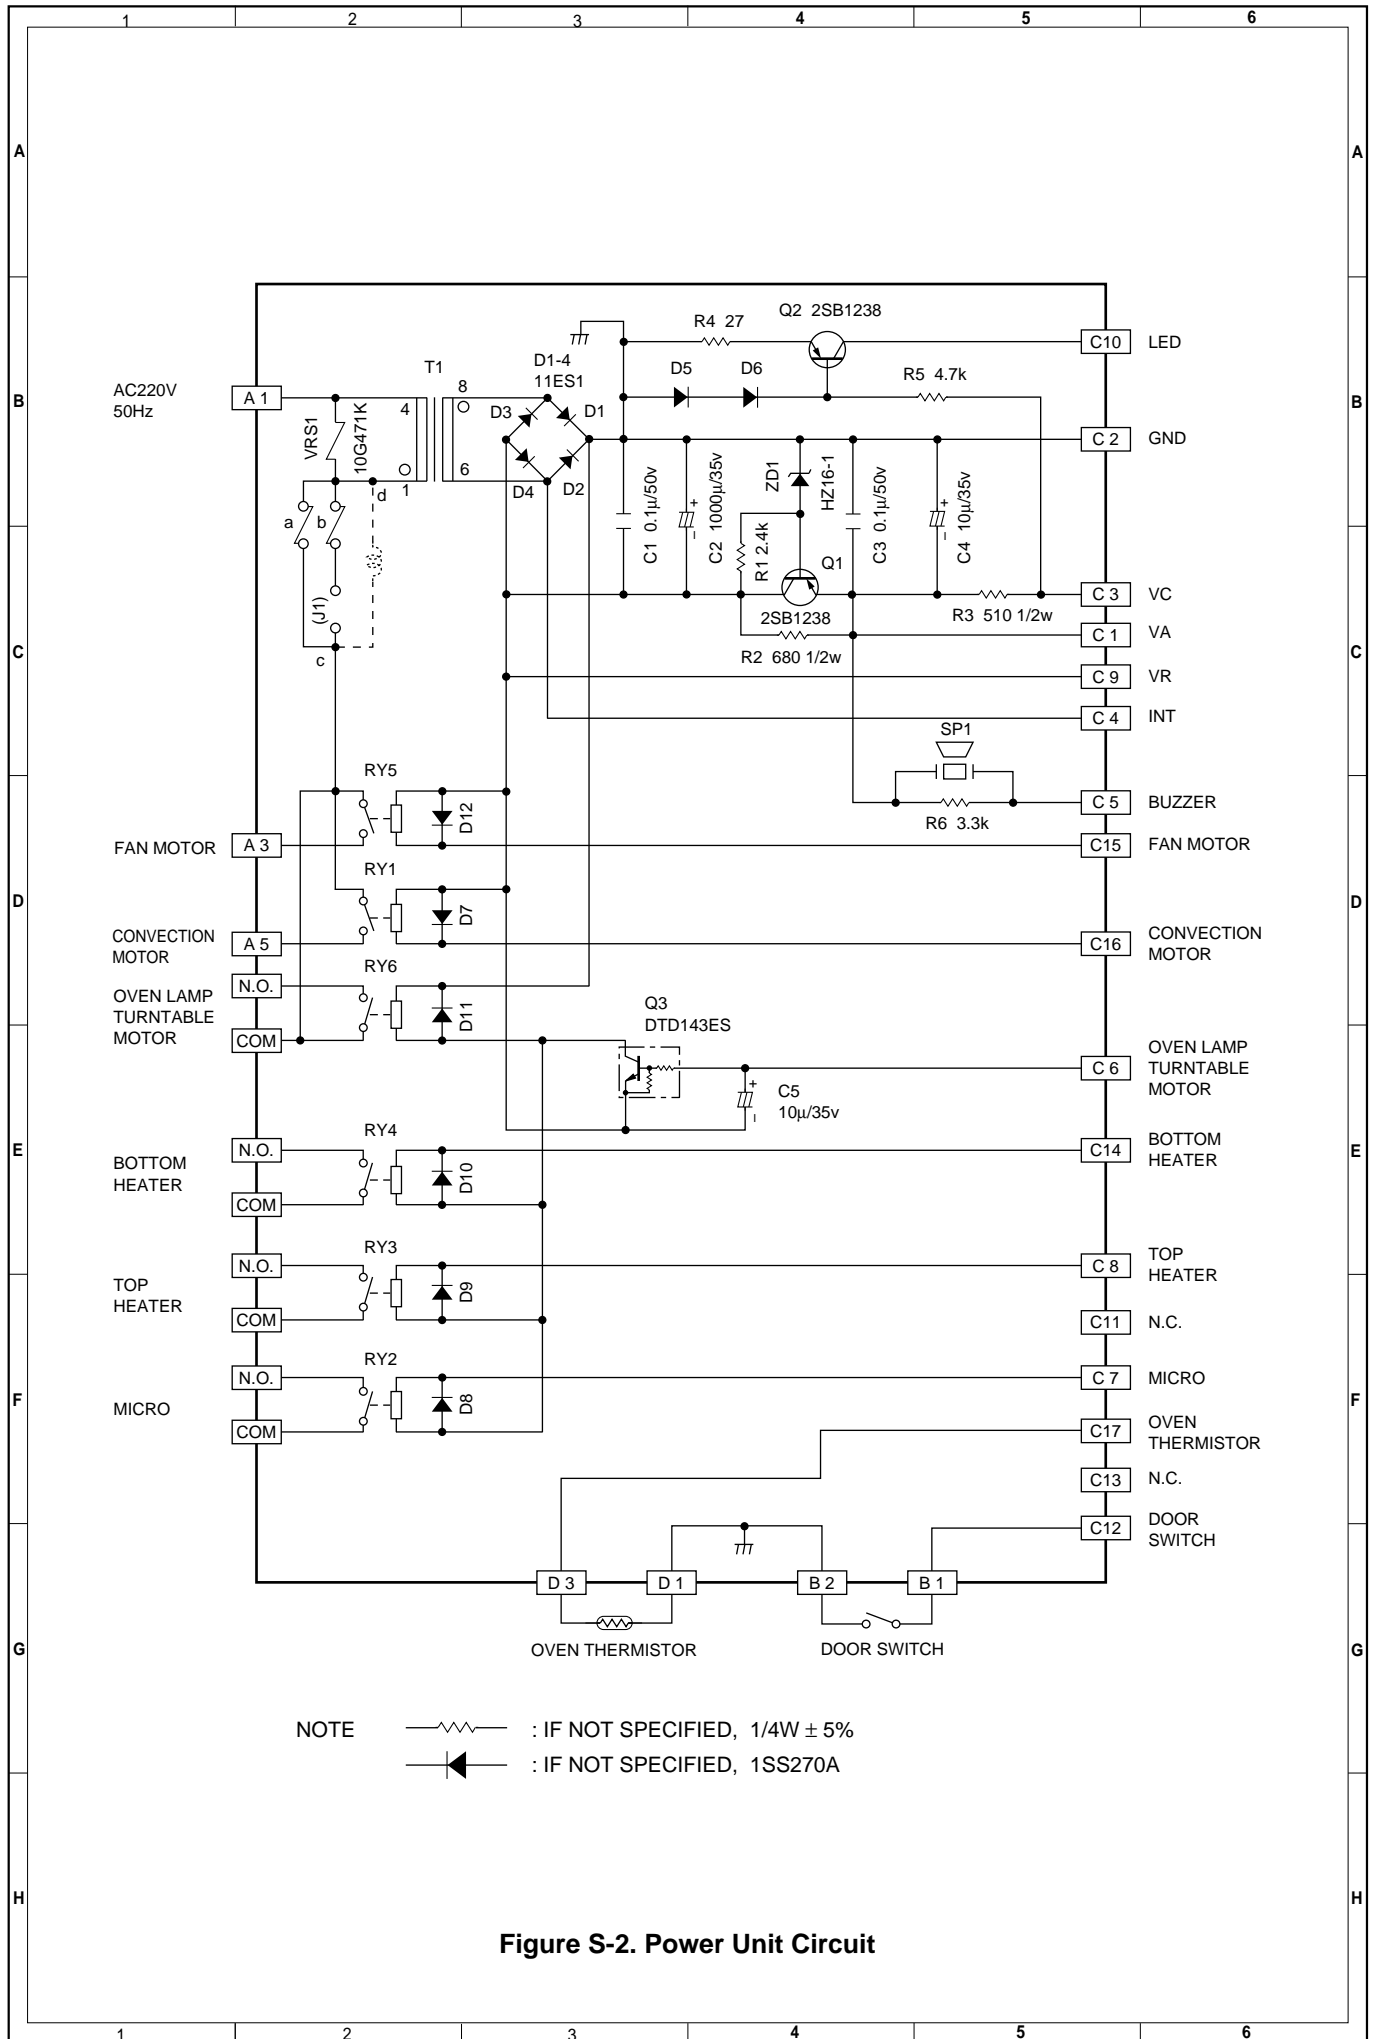 1 2 3 4 5 6
A A
Q2 2SB1238
R4 27
C10 LED
T1
D1-4
11ES1
D5 D6
R5 4.7k
AC220V
50Hz
A 1
B B
8
4
D3 D1
VRS1
10G471K
C 2 GND
6
1
d
D4 D2
ZD1
HZ16-1
a b
C1 0.1μ/50v
+
−
C2 1000μ/35v
R1 2.4k
Q1
C3 0.1μ/50v
+
−
C4 10μ/35v
(J1)
2SB1238
R3 510 1/2w
C 3 VC
C 1 VA
C C
c
R2 680 1/2w
C 9 VR
C 4 INT
SP1
RY5
D12
R6 3.3k
C 5 BUZZER
FAN MOTOR
A 3
C15 FAN MOTOR
RY1
D D
D7
CONVECTION
MOTOR
A 5
C16
CONVECTION
MOTOR
RY6
N.O.
OVEN LAMP
TURNTABLE
MOTOR
COM
D11
Q3
DTD143ES
C 6
OVEN LAMP
TURNTABLE
MOTOR
+
−
C5
10μ/35v
RY4
E E
N.O.
BOTTOM
HEATER
COM
D10
C14
BOTTOM
HEATER
RY3
N.O.
TOP
HEATER
COM
D9
C 8
TOP
HEATER
C11 N.C.
RY2
N.O.
F F
MICRO
COM
D8
C 7 MICRO
C17
OVEN
THERMISTOR
C13 N.C.
C12
DOOR
SWITCH
D 3 D 1 B 2 B 1
G G
OVEN THERMISTOR DOOR SWITCH
NOTE : IF NOT SPECIFIED, 1/4W ± 5%
: IF NOT SPECIFIED, 1SS270A
H H
Figure S-2. Power Unit Circuit
1 2 3 4 5 6